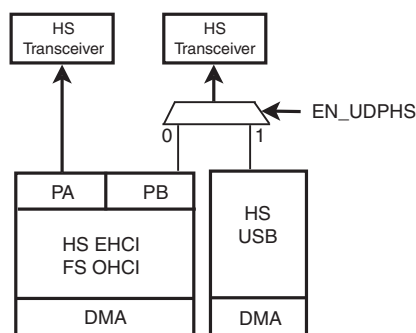 HS
Transceiver
HS
Transceiver
EN_UDPHS
0
1
PA
PB
HS EHCI
FS OHCI
DMA
HS
USB
DMA